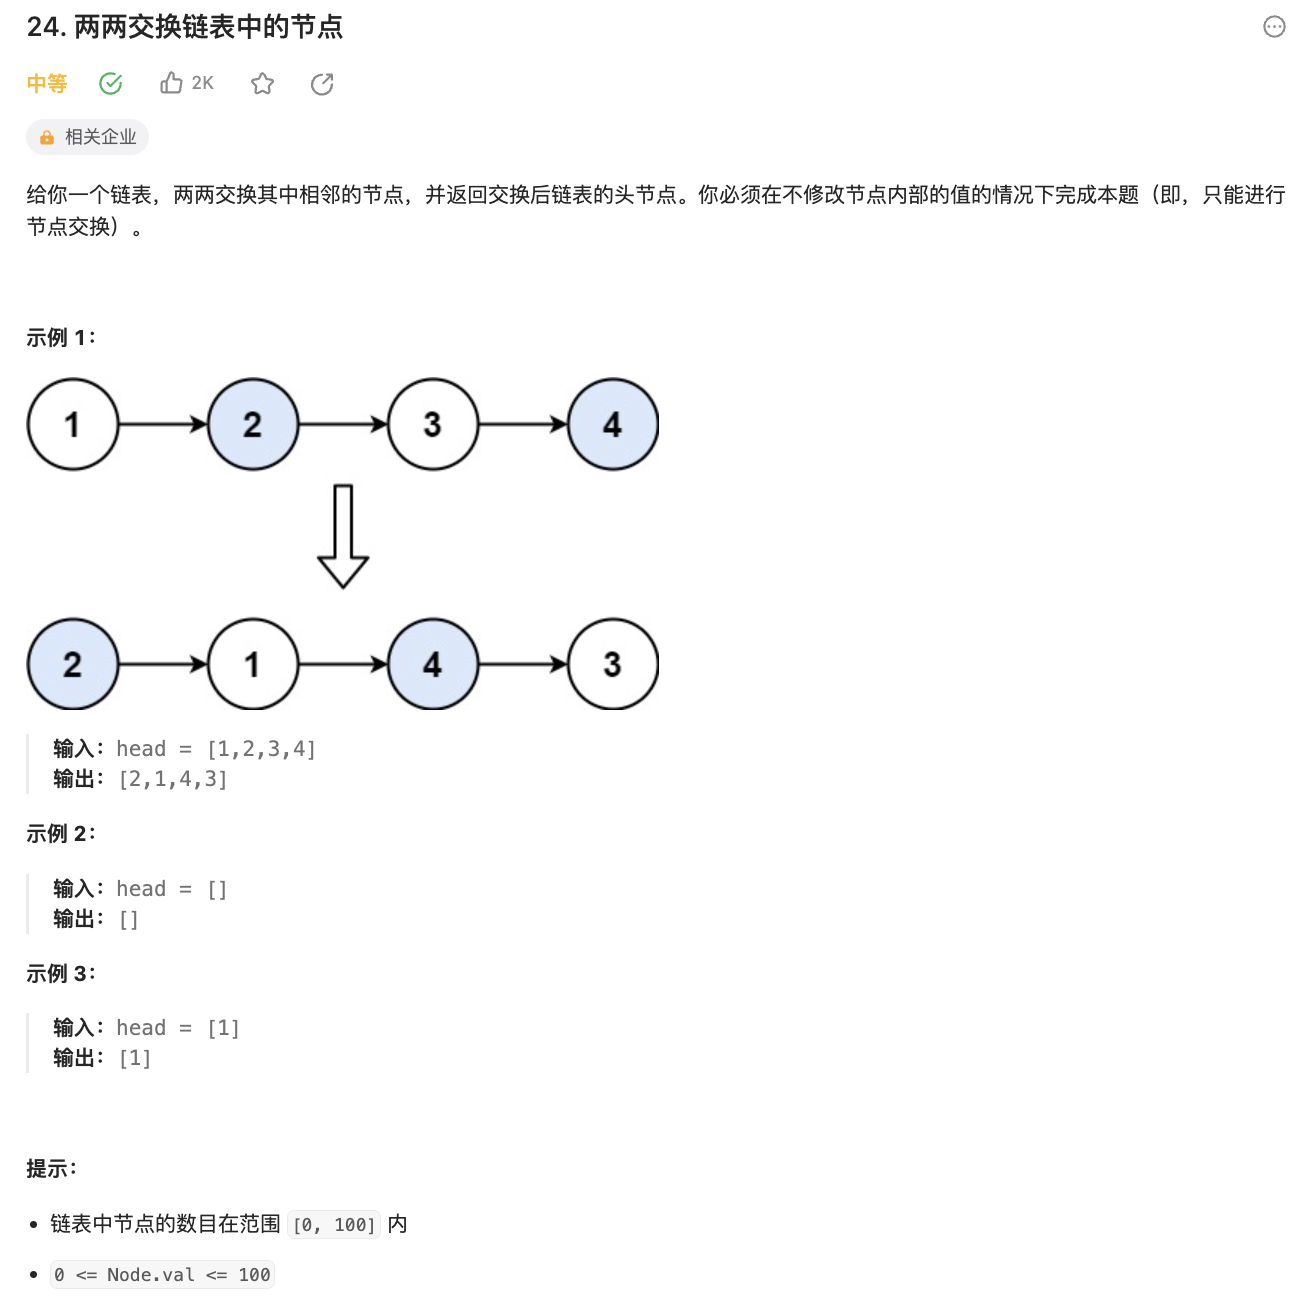 24. 两两交换链表中的节点
中等 2K
相关企业
给你一个链表，两两交换其中相邻的节点，并返回交换后链表的头节点。你必须在不修改节点内部的值的情况下完成本题（即，只能进行
节点交换）。
示例 1：
1 2 3 4
2 1 4 3
输入：head = [1,2,3,4]
输出：[2,1,4,3]
示例 2：
输入：head = []
输出：[]
示例 3：
输入：head = [1]
输出：[1]
提示：
• 链表中节点的数目在范围 [0, 100] 内
• 0 <= Node.val <= 100